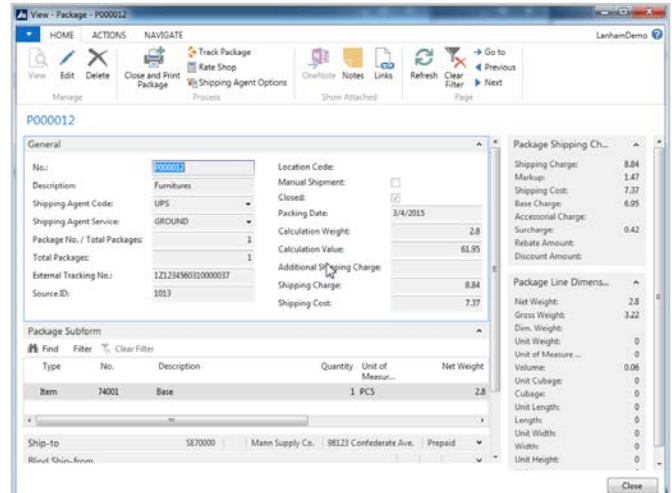 View - Package - P000012
HOME ACTIONS NAVIGATE LanhamDemo
View Edit Delete
Manage
Close and Print Package
Track Package
Rate Shop
Shipping Agent Options
Process
OneNote Notes Links
Show Attached
Refresh Clear Filter
Go to
Previous
Next
Page
P000012
General
No.: P000012
Description: Furnitures
Shipping Agent Code: UPS
Shipping Agent Service: GROUND
Package No. / Total Packages: 1
Total Packages: 1
External Tracking No.: 1Z1234560310000037
Source ID: 1013
Location Code:
Manual Shipment:
Closed:
Packing Date: 3/4/2015
Calculation Weight: 2.8
Calculation Value: 61.95
Additional Shipping Charge:
Shipping Charge: 8.84
Shipping Cost: 7.37
Package Subform
Find Filter Clear Filter
Type No. Description Quantity Unit of Measur... Net Weight
Item 74001 Base 1 PCS 2.8
Ship-to SE70000 Mann Supply Co. 98123 Confederate Ave. Prepaid
Blind Ship-from
Package Shipping Ch...
Shipping Charge: 8.84
Markup: 1.47
Shipping Cost: 7.37
Base Charge: 6.95
Accessorial Charge:
Surcharge: 0.42
Rebate Amount:
Discount Amount:
Package Line Dimens...
Net Weight: 2.8
Gross Weight: 3.22
Dim. Weight:
Unit Weight: 0
Unit of Measure ... 0
Volume: 0.06
Unit Cubage: 0
Cubage: 0
Unit Length: 0
Length: 0
Unit Width: 0
Width: 0
Unit Height: 0
Close